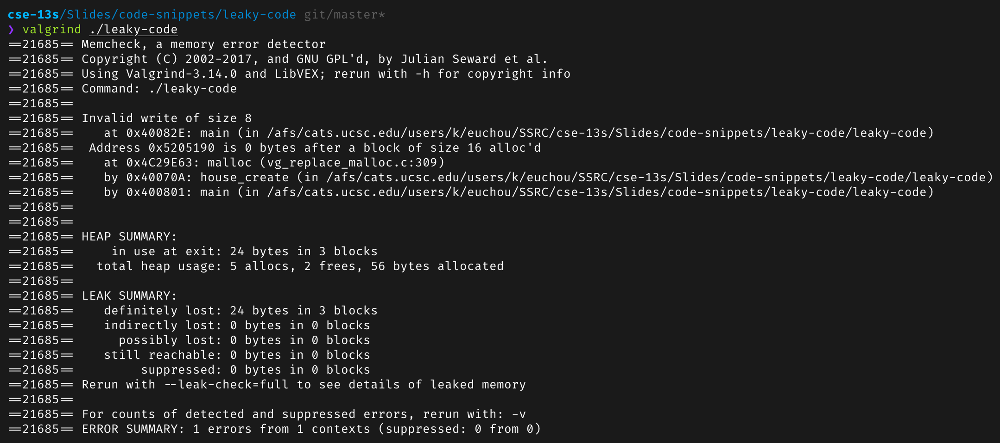 cse-13s/Slides/code-snippets/leaky-code git/master*
❯ valgrind ./leaky-code
==21685== Memcheck, a memory error detector
==21685== Copyright (C) 2002-2017, and GNU GPL'd, by Julian Seward et al.
==21685== Using Valgrind-3.14.0 and LibVEX; rerun with -h for copyright info
==21685== Command: ./leaky-code
==21685==
==21685== Invalid write of size 8
==21685==    at 0x40082E: main (in /afs/cats.ucsc.edu/users/k/euchou/SSRC/cse-13s/Slides/code-snippets/leaky-code/leaky-code)
==21685==  Address 0x5205190 is 0 bytes after a block of size 16 alloc'd
==21685==    at 0x4C29E63: malloc (vg_replace_malloc.c:309)
==21685==    by 0x40070A: house_create (in /afs/cats.ucsc.edu/users/k/euchou/SSRC/cse-13s/Slides/code-snippets/leaky-code/leaky-code)
==21685==    by 0x400801: main (in /afs/cats.ucsc.edu/users/k/euchou/SSRC/cse-13s/Slides/code-snippets/leaky-code/leaky-code)
==21685==
==21685==
==21685== HEAP SUMMARY:
==21685==     in use at exit: 24 bytes in 3 blocks
==21685==   total heap usage: 5 allocs, 2 frees, 56 bytes allocated
==21685==
==21685== LEAK SUMMARY:
==21685==    definitely lost: 24 bytes in 3 blocks
==21685==    indirectly lost: 0 bytes in 0 blocks
==21685==      possibly lost: 0 bytes in 0 blocks
==21685==    still reachable: 0 bytes in 0 blocks
==21685==         suppressed: 0 bytes in 0 blocks
==21685== Rerun with --leak-check=full to see details of leaked memory
==21685==
==21685== For counts of detected and suppressed errors, rerun with: -v
==21685== ERROR SUMMARY: 1 errors from 1 contexts (suppressed: 0 from 0)